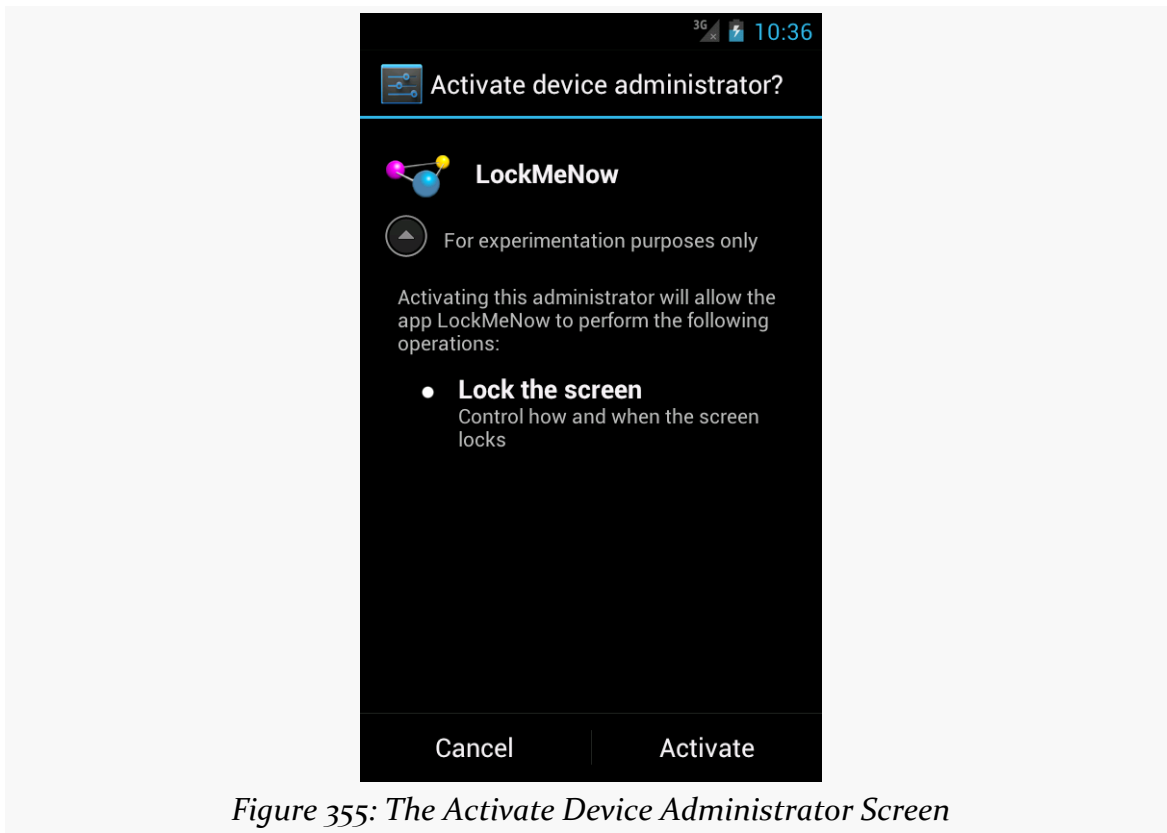 3G 10:36
Activate device administrator?
LockMeNow
For experimentation purposes only
Activating this administrator will allow the
app LockMeNow to perform the following
operations:
Lock the screen
Control how and when the screen
locks
Cancel Activate
Figure 355: The Activate Device Administrator Screen